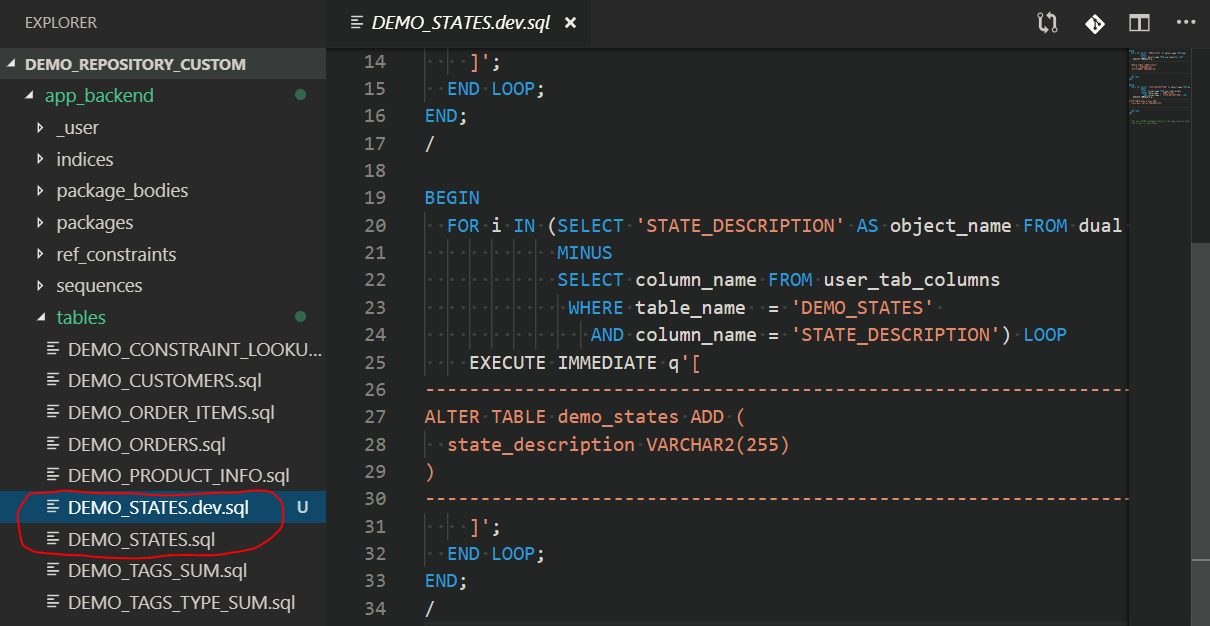 EXPLORER
DEMO_REPOSITORY_CUSTOM
app_backend
_user
indices
package_bodies
packages
ref_constraints
sequences
tables
DEMO_CONSTRAINT_LOOKU...
DEMO_CUSTOMERS.sql
DEMO_ORDER_ITEMS.sql
DEMO_ORDERS.sql
DEMO_PRODUCT_INFO.sql
DEMO_STATES.dev.sql U
DEMO_STATES.sql
DEMO_TAGS_SUM.sql
DEMO_TAGS_TYPE_SUM.sql
DEMO_STATES.dev.sql ×
14 ]';
15 END LOOP;
16 END;
17 /
18
19 BEGIN
20 FOR i IN (SELECT 'STATE_DESCRIPTION' AS object_name FROM dual
21 MINUS
22 SELECT column_name FROM user_tab_columns
23 WHERE table_name = 'DEMO_STATES'
24 AND column_name = 'STATE_DESCRIPTION') LOOP
25 EXECUTE IMMEDIATE q'[
26 ----------------------------------------------------------------
27 ALTER TABLE demo_states ADD (
28 state_description VARCHAR2(255)
29 )
30 ----------------------------------------------------------------
31 ]';
32 END LOOP;
33 END;
34 /